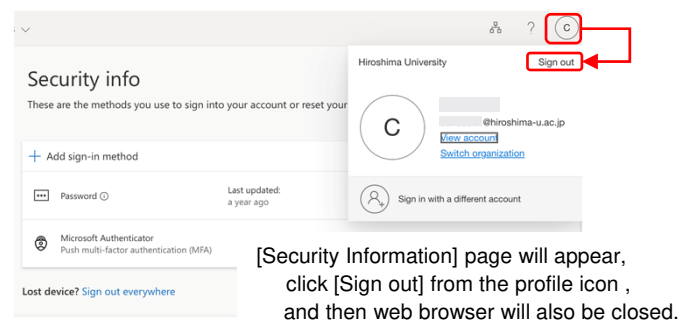 s
? C
Hiroshima University Sign out
Security info
These are the methods you use to sign into your account or reset your
C
@hiroshima-u.ac.jp
View account
Switch organization
+ Add sign-in method
Password
Last updated:
a year ago
Sign in with a different account
Microsoft Authenticator
Push multi-factor authentication (MFA)
Lost device? Sign out everywhere
[Security Information] page will appear,
click [Sign out] from the profile icon ,
and then web browser will also be closed.